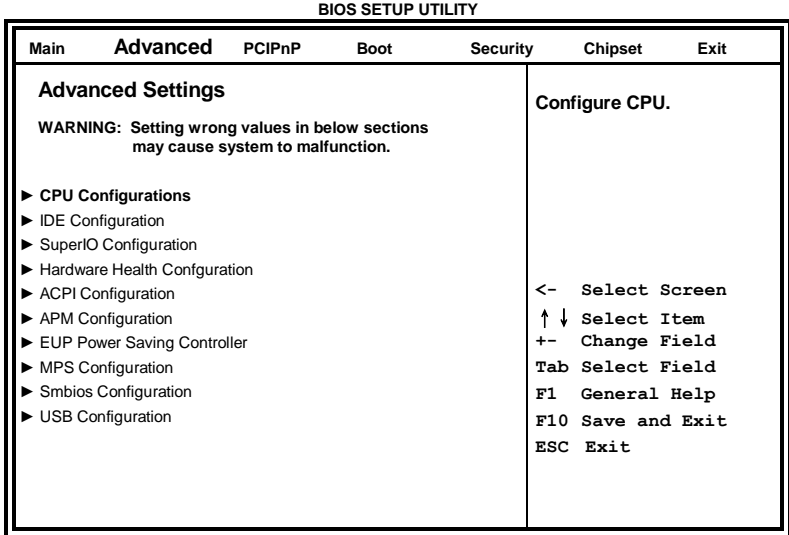 BIOS SETUP UTILITY
Main Advanced PCIPnP Boot Security Chipset Exit
Advanced Settings
WARNING: Setting wrong values in below sections
may cause system to malfunction.
► CPU Configurations
► IDE Configuration
► SuperIO Configuration
► Hardware Health Confguration
► ACPI Configuration
► APM Configuration
► EUP Power Saving Controller
► MPS Configuration
► Smbios Configuration
► USB Configuration
Configure CPU.
<- Select Screen
↑↓ Select Item
+- Change Field
Tab Select Field
F1 General Help
F10 Save and Exit
ESC Exit